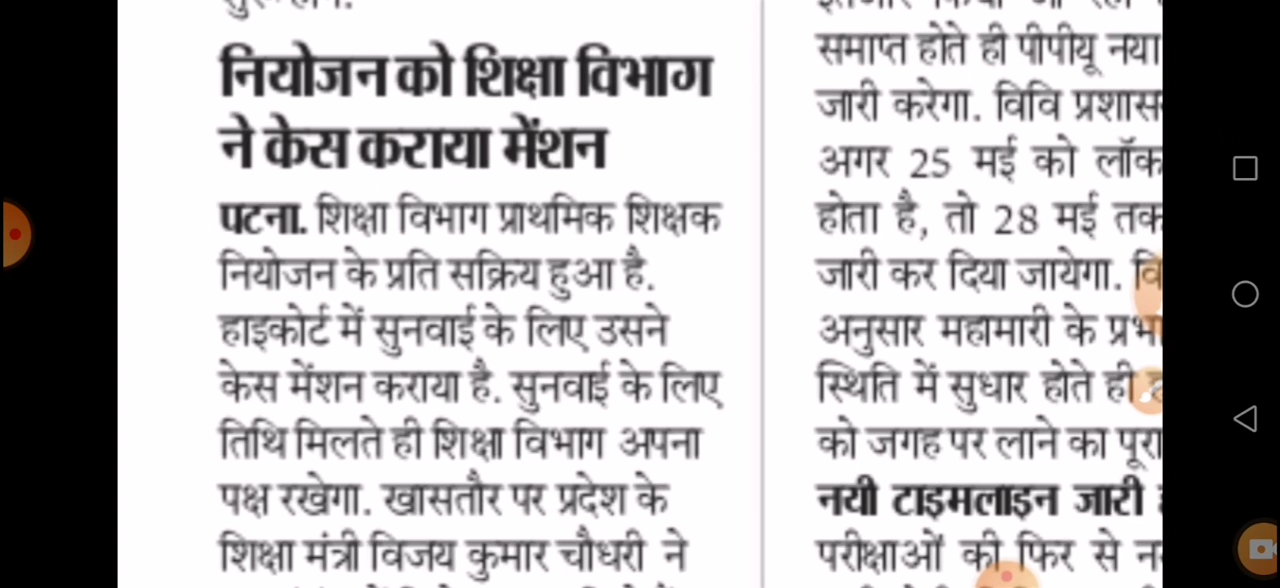 नियोजन को शिक्षा विभाग
ने केस कराया मेंशन
पटना. शिक्षा विभाग प्राथमिक शिक्षक
नियोजन के प्रति सक्रिय हुआ है.
हाइकोर्ट में सुनवाई के लिए उसने
केस मेंशन कराया है. सुनवाई के लिए
तिथि मिलते ही शिक्षा विभाग अपना
पक्ष रखेगा. खासतौर पर प्रदेश के
शिक्षा मंत्री विजय कुमार चौधरी ने
समाप्त होते ही पीपीयू नया
जारी करेगा. विवि
अगर 25 मई को
होता है, तो 28 मई तक
जारी कर दिया जायेगा.
अनुसार महामारी के
स्थिति में सुधार होते ही
को जगह पर लाने का पूरा
नयी टाइमलाइन जारी
परीक्षाओं की फिर से